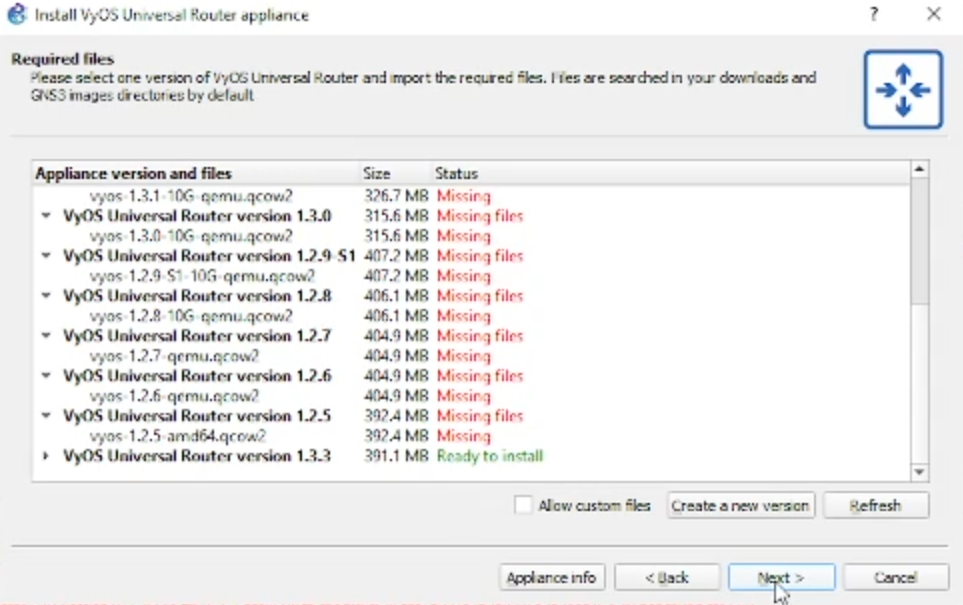 Install VyOS Universal Router appliance
?
Required files
Please select one version of VyOS Universal Router and import the required files. Files are searched in your downloads and
GNS3 images directories by default
Appliance version and files Size Status
vyos-1.3.1-10G-qemu.qcow2 326.7 MB Missing
VyOS Universal Router version 1.3.0 315.6 MB Missing files
vyos-1.3.0-10G-qemu.qcow2 315.6 MB Missing
VyOS Universal Router version 1.2.9-S1 407.2 MB Missing files
vyos-1.2.9-S1-10G-qemu.qcow2 407.2 MB Missing
VyOS Universal Router version 1.2.8 406.1 MB Missing files
vyos-1.2.8-10G-qemu.qcow2 406.1 MB Missing
VyOS Universal Router version 1.2.7 404.9 MB Missing files
vyos-1.2.7-qemu.qcow2 404.9 MB Missing
VyOS Universal Router version 1.2.6 404.9 MB Missing files
vyos-1.2.6-qemu.qcow2 404.9 MB Missing
VyOS Universal Router version 1.2.5 392.4 MB Missing files
vyos-1.2.5-amd64.qcow2 392.4 MB Missing
VyOS Universal Router version 1.3.3 391.1 MB Ready to install
Allow custom files Create a new version Refresh
Appliance info < Back Next > Cancel